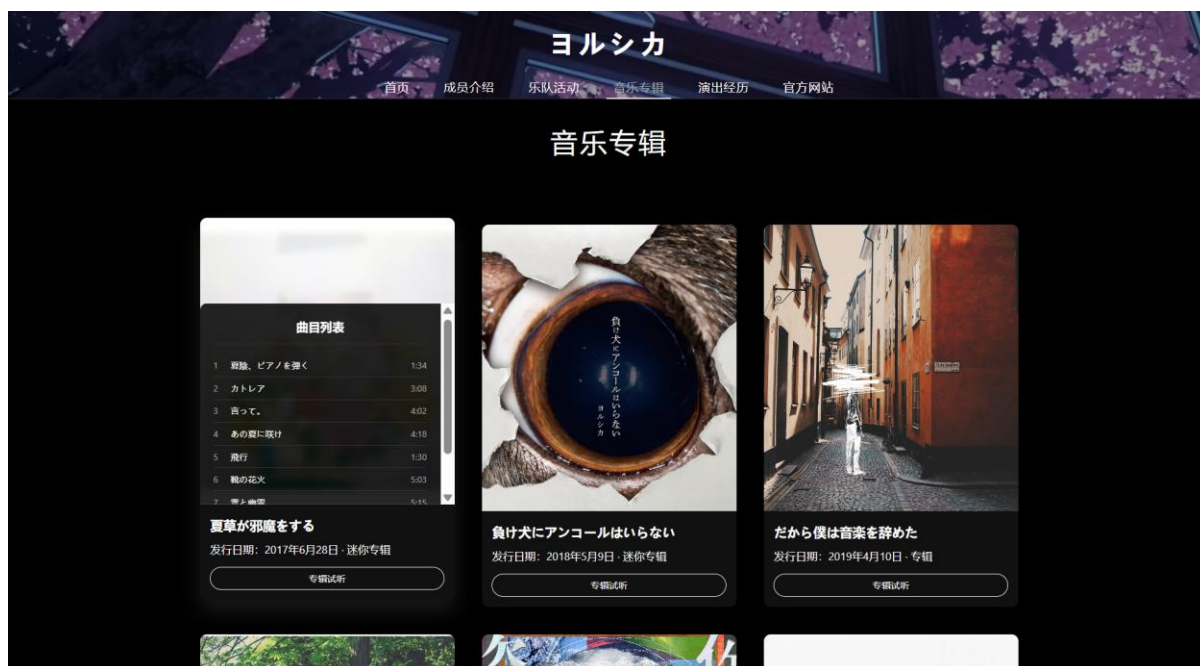 ヨルシカ
首页 成员介绍 乐队活动 音乐专辑 演出经历 官方网站
音乐专辑
曲目列表
1 夏陰、ピアノを弾く 1:34
2 カトレア 3:08
3 言って。 4:02
4 あの夏に咲け 4:18
5 飛行 1:30
6 靴の花火 5:03
7 雲と幽霊 5:15
夏草が邪魔をする
发行日期：2017年6月28日 · 迷你专辑
专辑试听
負け犬にアンコールはいらない
ヨルシカ
負け犬にアンコールはいらない
发行日期：2018年5月9日 · 迷你专辑
专辑试听
だから僕は音楽を辞めた
发行日期：2019年4月10日 · 专辑
专辑试听